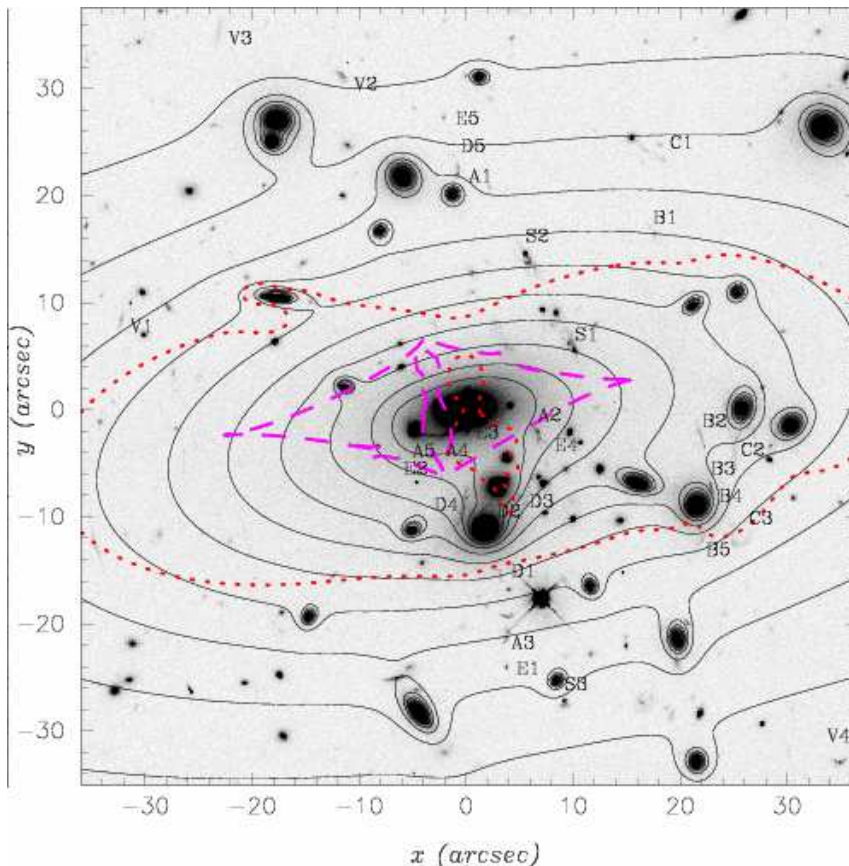 V3
V2
30
E5
D5
C1
A1
20
B1
S2
10
V1
S1
y (arcsec)
0
A2
B2
E3
E4
A5
A4
C2
E2
B3
D4
D3
B4
D2
-10
C3
B5
D1
-20
A3
E1
S3
-30
V4
-30
-20
-10
0
10
20
30
x (arcsec)